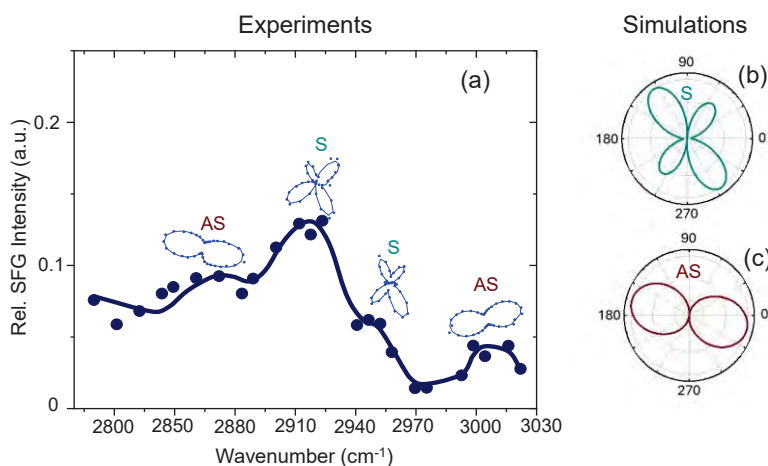 Experiments
Simulations
(a)
Rel. SFG Intensity (a.u.)
0.2
0.1
0
AS
S
S
AS
2800 2850 2880 2910 2940 2970 3000 3030
Wavenumber (cm⁻¹)
90
(b)
S
180
0
270
90
(c)
AS
180
0
270